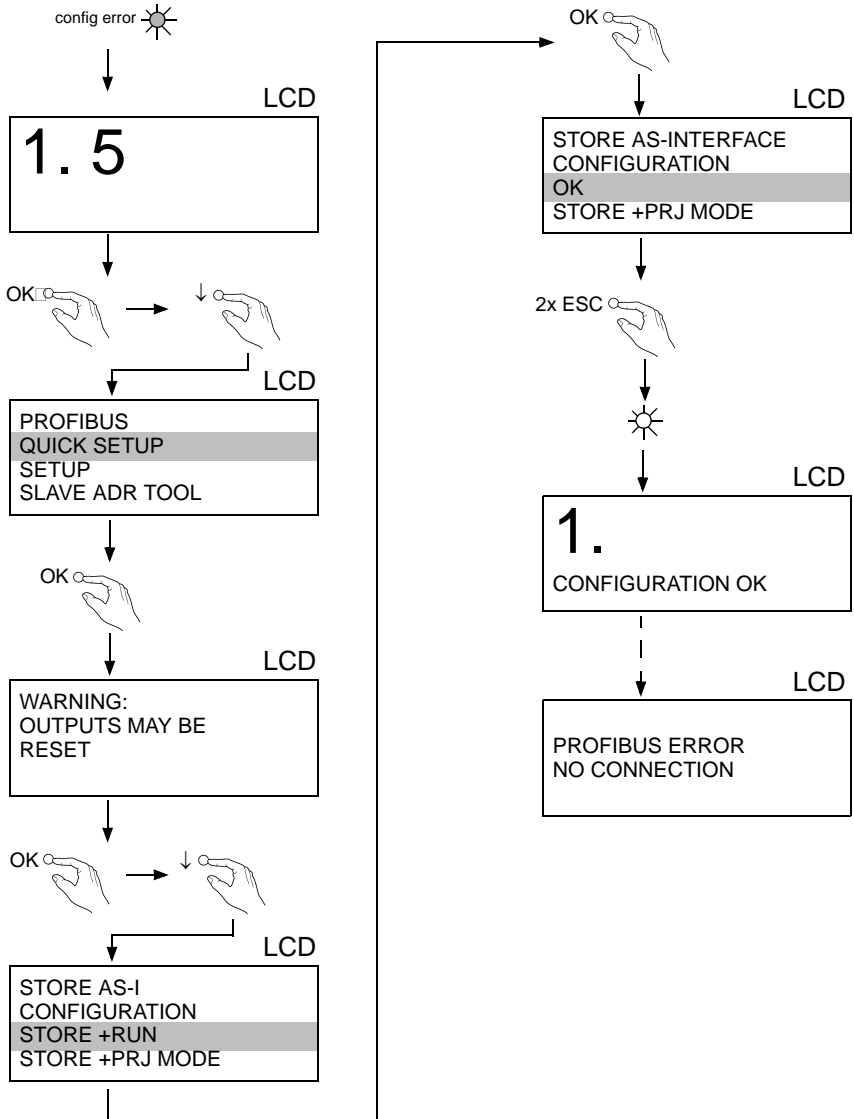 config error
LCD
1. 5
OK ↓
LCD
PROFIBUS
QUICK SETUP
SETUP
SLAVE ADR TOOL
OK
LCD
WARNING:
OUTPUTS MAY BE
RESET
OK ↓
LCD
STORE AS-I
CONFIGURATION
STORE +RUN
STORE +PRJ MODE
OK
LCD
STORE AS-INTERFACE
CONFIGURATION
OK
STORE +PRJ MODE
2x ESC
LCD
1.
CONFIGURATION OK
LCD
PROFIBUS ERROR
NO CONNECTION